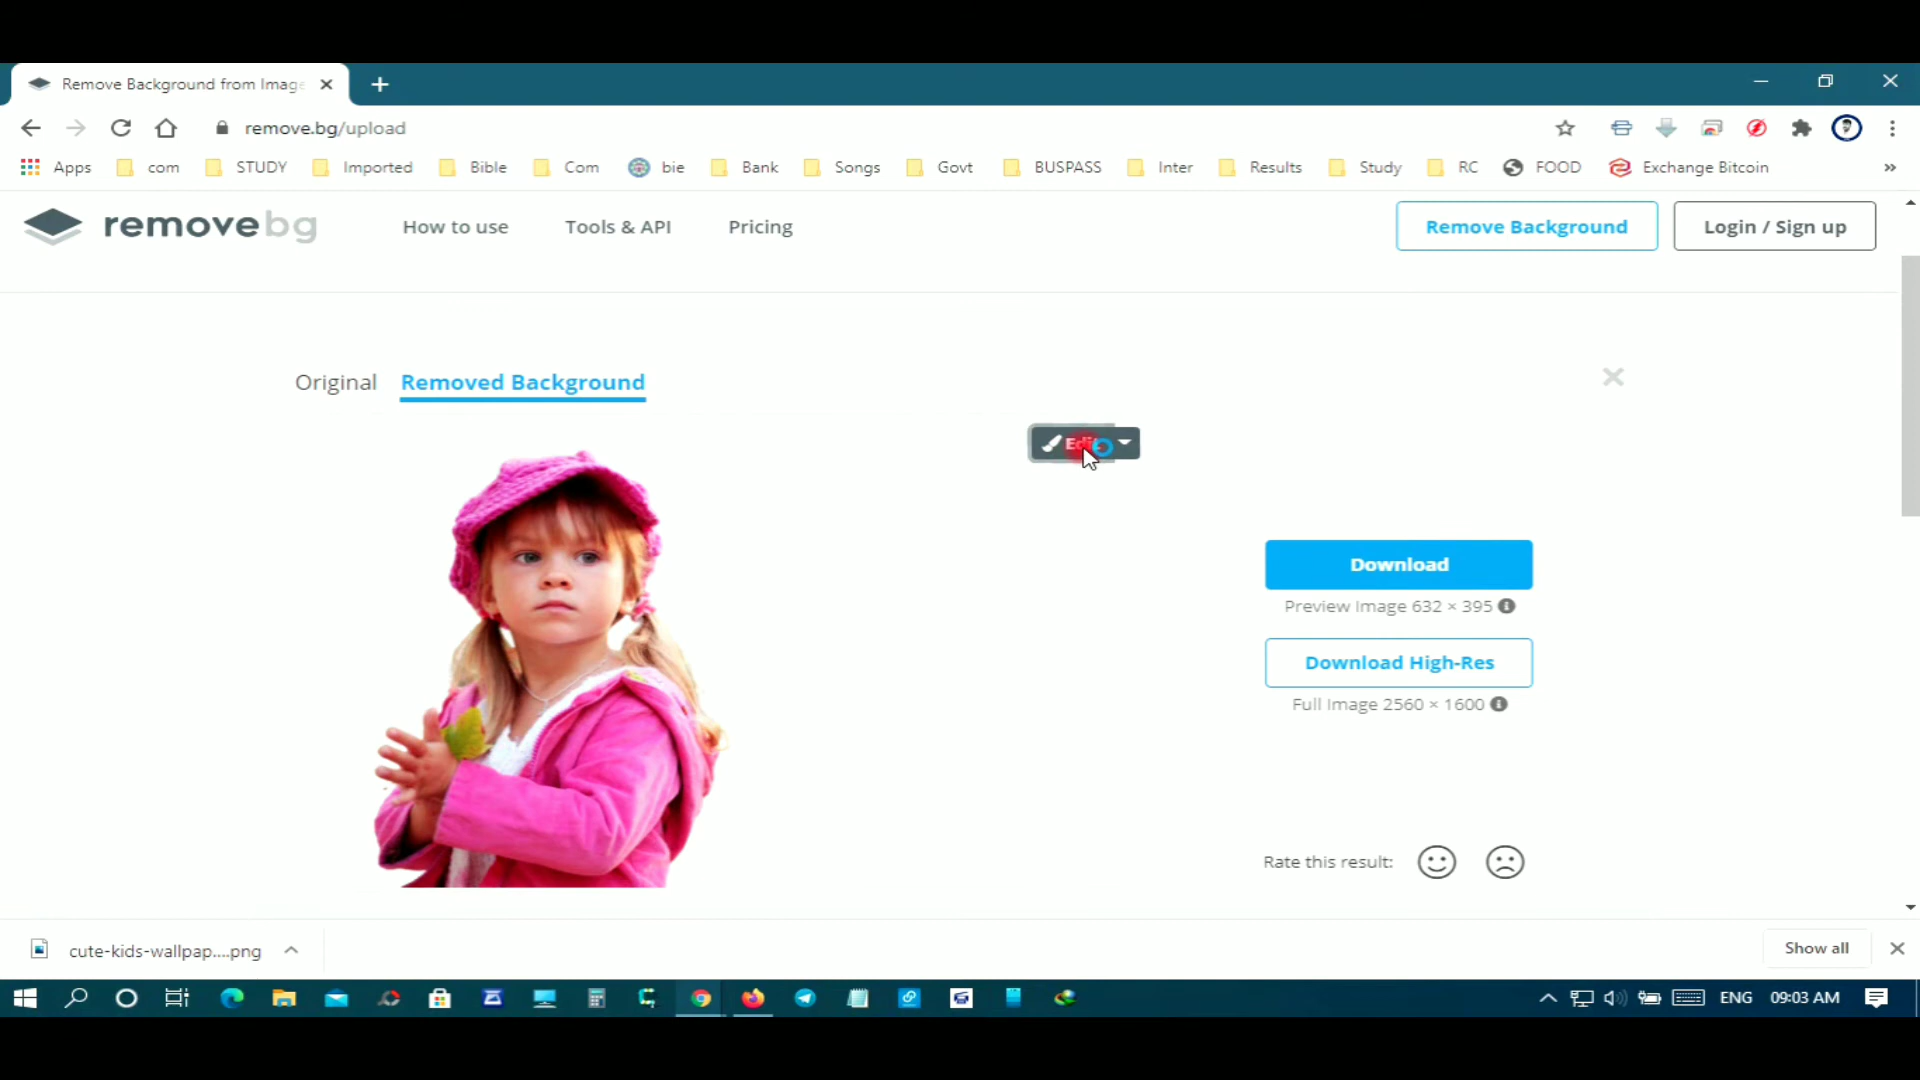 Remove Background from Image
remove.bg/upload
Apps com STUDY Imported Bible Com bie Bank Songs Govt BUSPASS Inter Results Study RC FOOD Exchange Bitcoin
removebg How to use Tools & API Pricing Remove Background Login / Sign up
Original Removed Background
Edit
Download
Preview Image 632 × 395
Download High-Res
Full Image 2560 × 1600
Rate this result:
cute-kids-wallpap....png Show all
ENG 09:03 AM